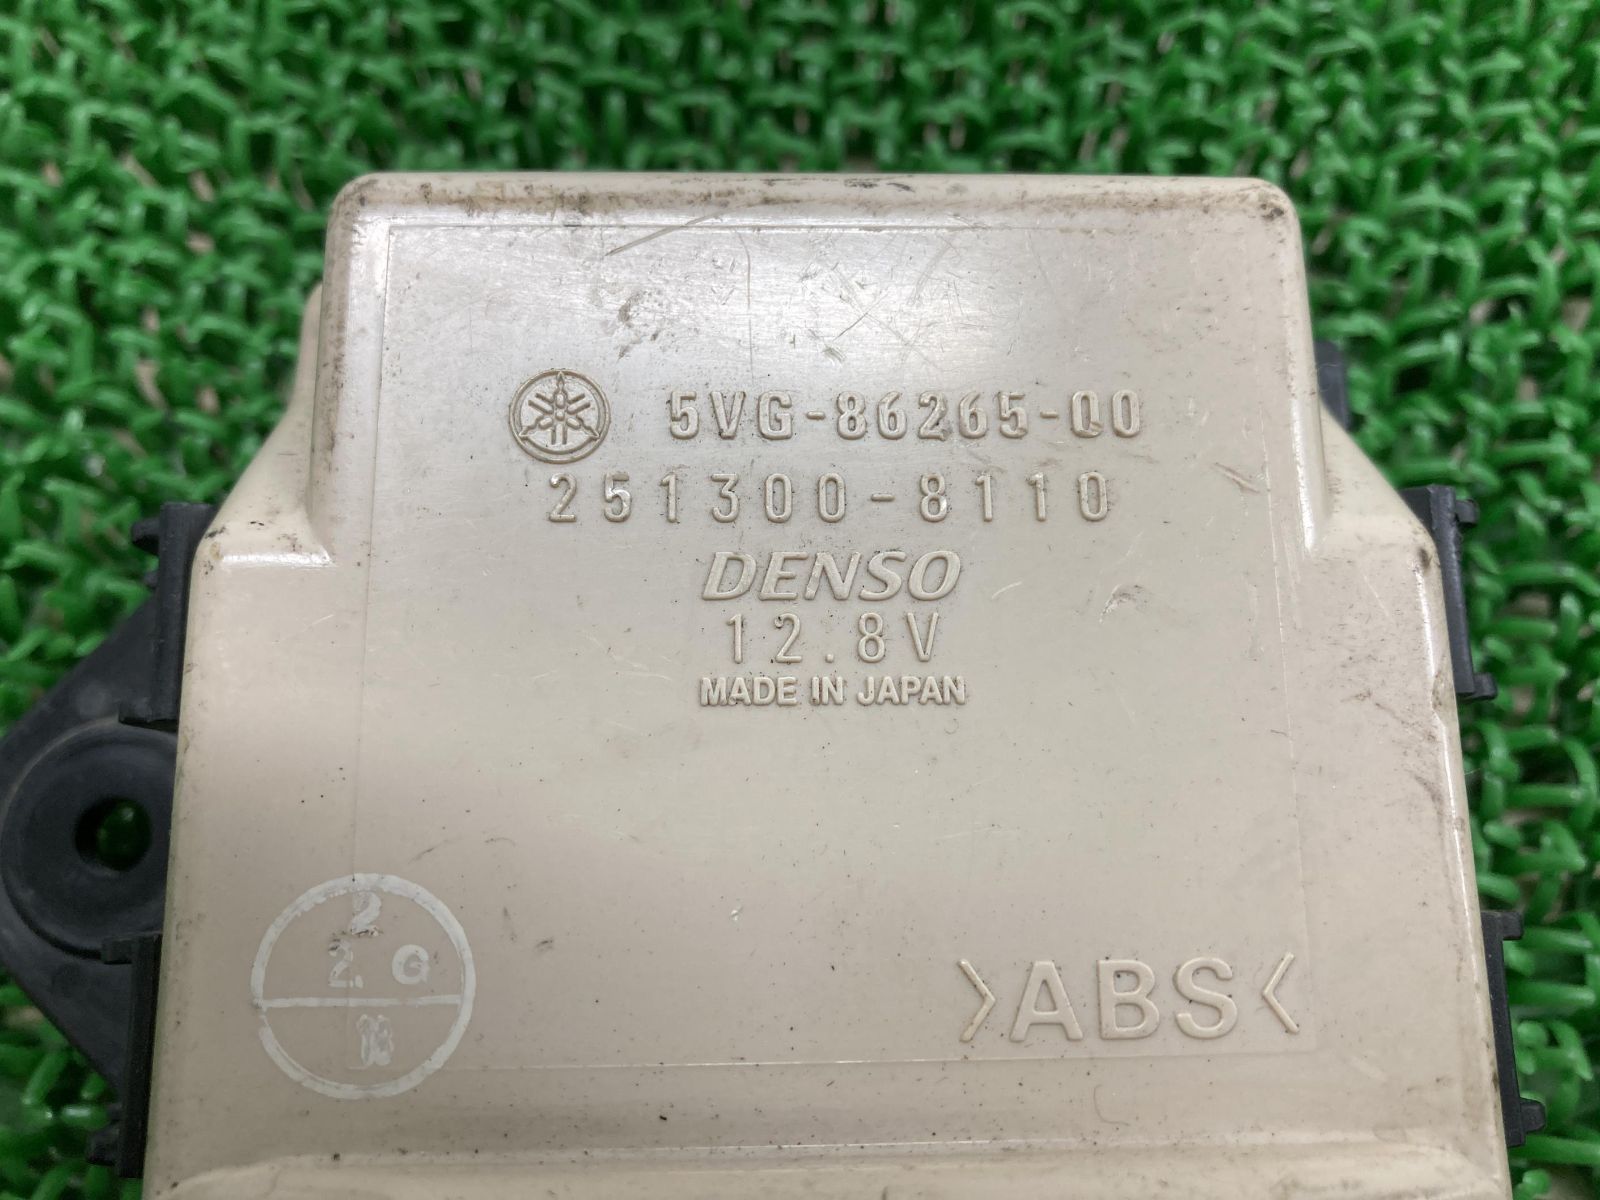 5VG-86265-00
251300-8110
DENSO
12.8V
MADE IN JAPAN
2
2 G
>ABS<